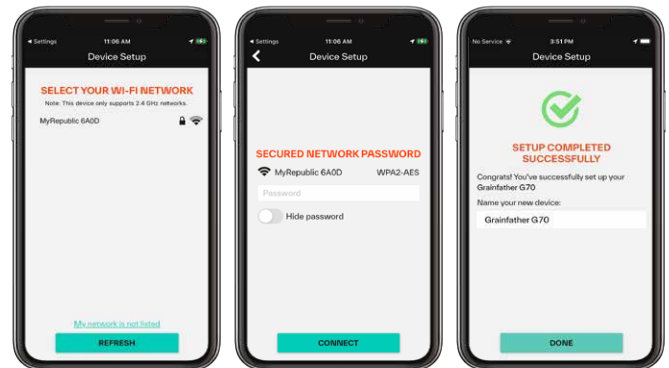 Settings
11:06 AM
Device Setup
SELECT YOUR WI-FI NETWORK
Note: This device only supports 2.4 GHz networks.
MyRepublic 6A0D
My network is not listed
REFRESH
Settings
11:06 AM
Device Setup
SECURED NETWORK PASSWORD
MyRepublic 6A0D WPA2-AES
Password
Hide password
CONNECT
No Service 3:51 PM
Device Setup
SETUP COMPLETED
SUCCESSFULLY
Congrats! You've successfully set up your
Grainfather G70
Name your new device:
Grainfather G70
DONE